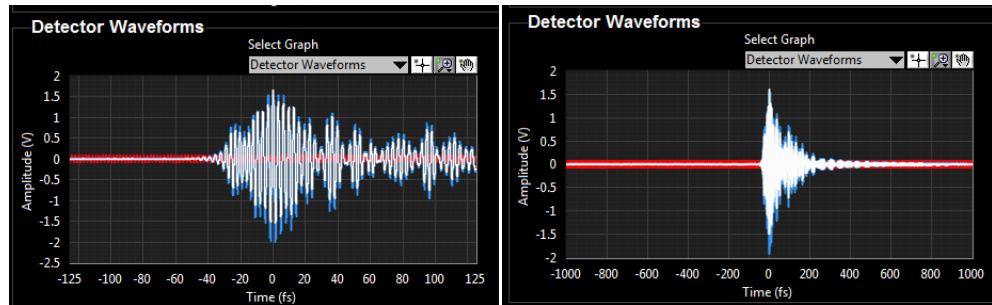 Detector Waveforms
Select Graph
Detector Waveforms
2
1.5
1
0.5
0
-0.5
-1
-1.5
-2
-2.5
Amplitude (V)
-125 -100 -80 -60 -40 -20 0 20 40 60 80 100 125
Time (fs)
Detector Waveforms
Select Graph
Detector Waveforms
2
1.5
1
0.5
0
-0.5
-1
-1.5
-2
Amplitude (V)
-1000 -800 -600 -400 -200 0 200 400 600 800 1000
Time (fs)